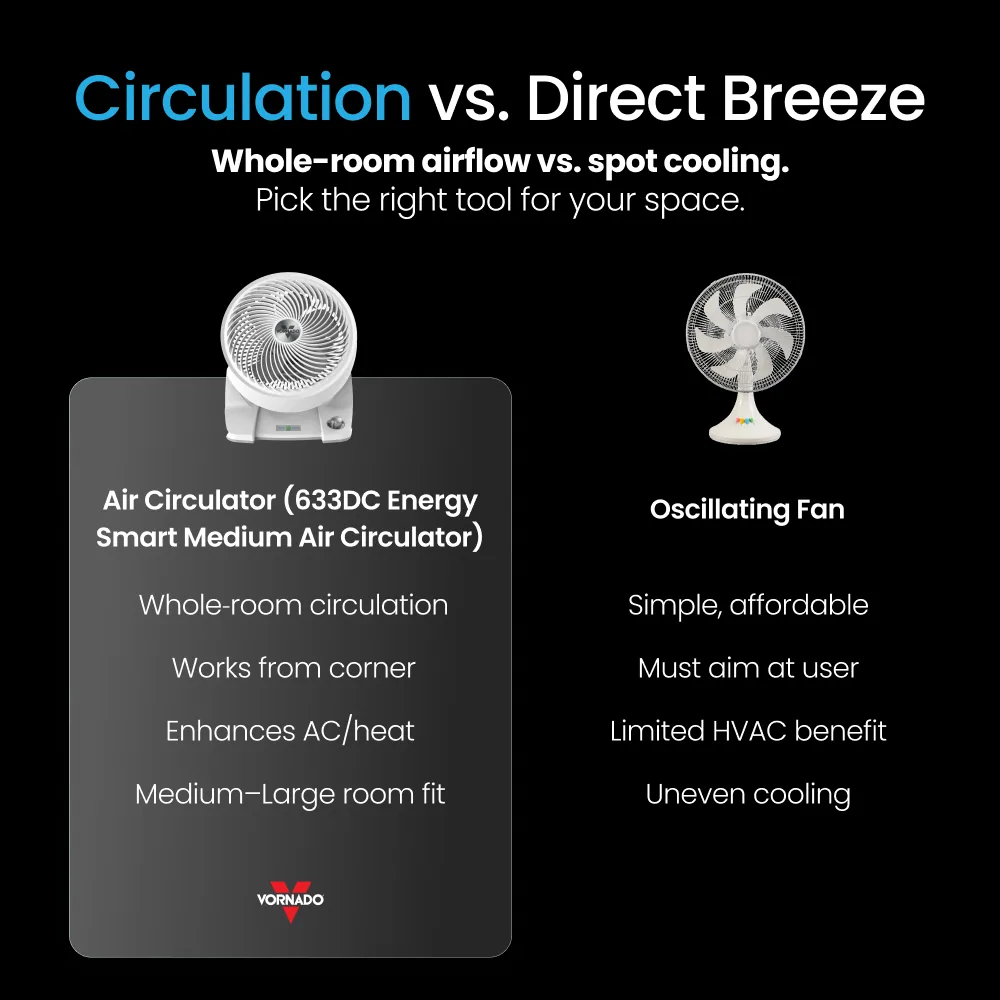 Circulation vs. Direct Breeze
Whole-room airflow vs. spot cooling.
Pick the right tool for your space.
Air Circulator (633DC Energy
Smart Medium Air Circulator)
Whole-room circulation
Works from corner
Enhances AC/heat
Medium–Large room fit
VORNADO
Oscillating Fan
Simple, affordable
Must aim at user
Limited HVAC benefit
Uneven cooling